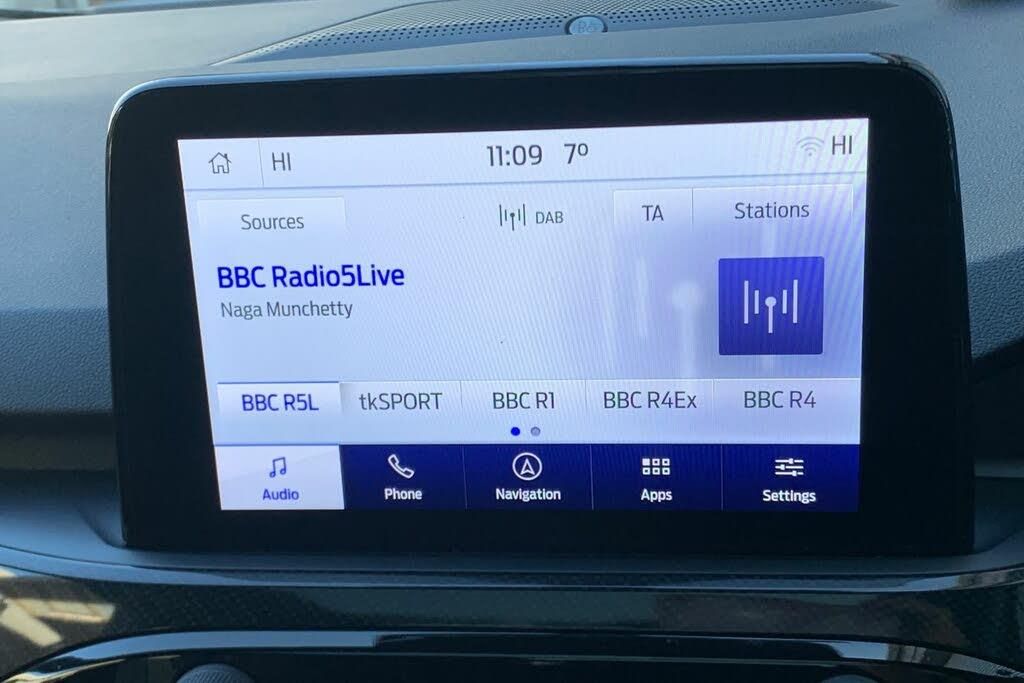 HI
11:09 7º
HI
Sources
DAB
TA
Stations
BBC Radio5Live
Naga Munchetty
BBC R5L
tkSPORT
BBC R1
BBC R4Ex
BBC R4
Audio
Phone
Navigation
Apps
Settings